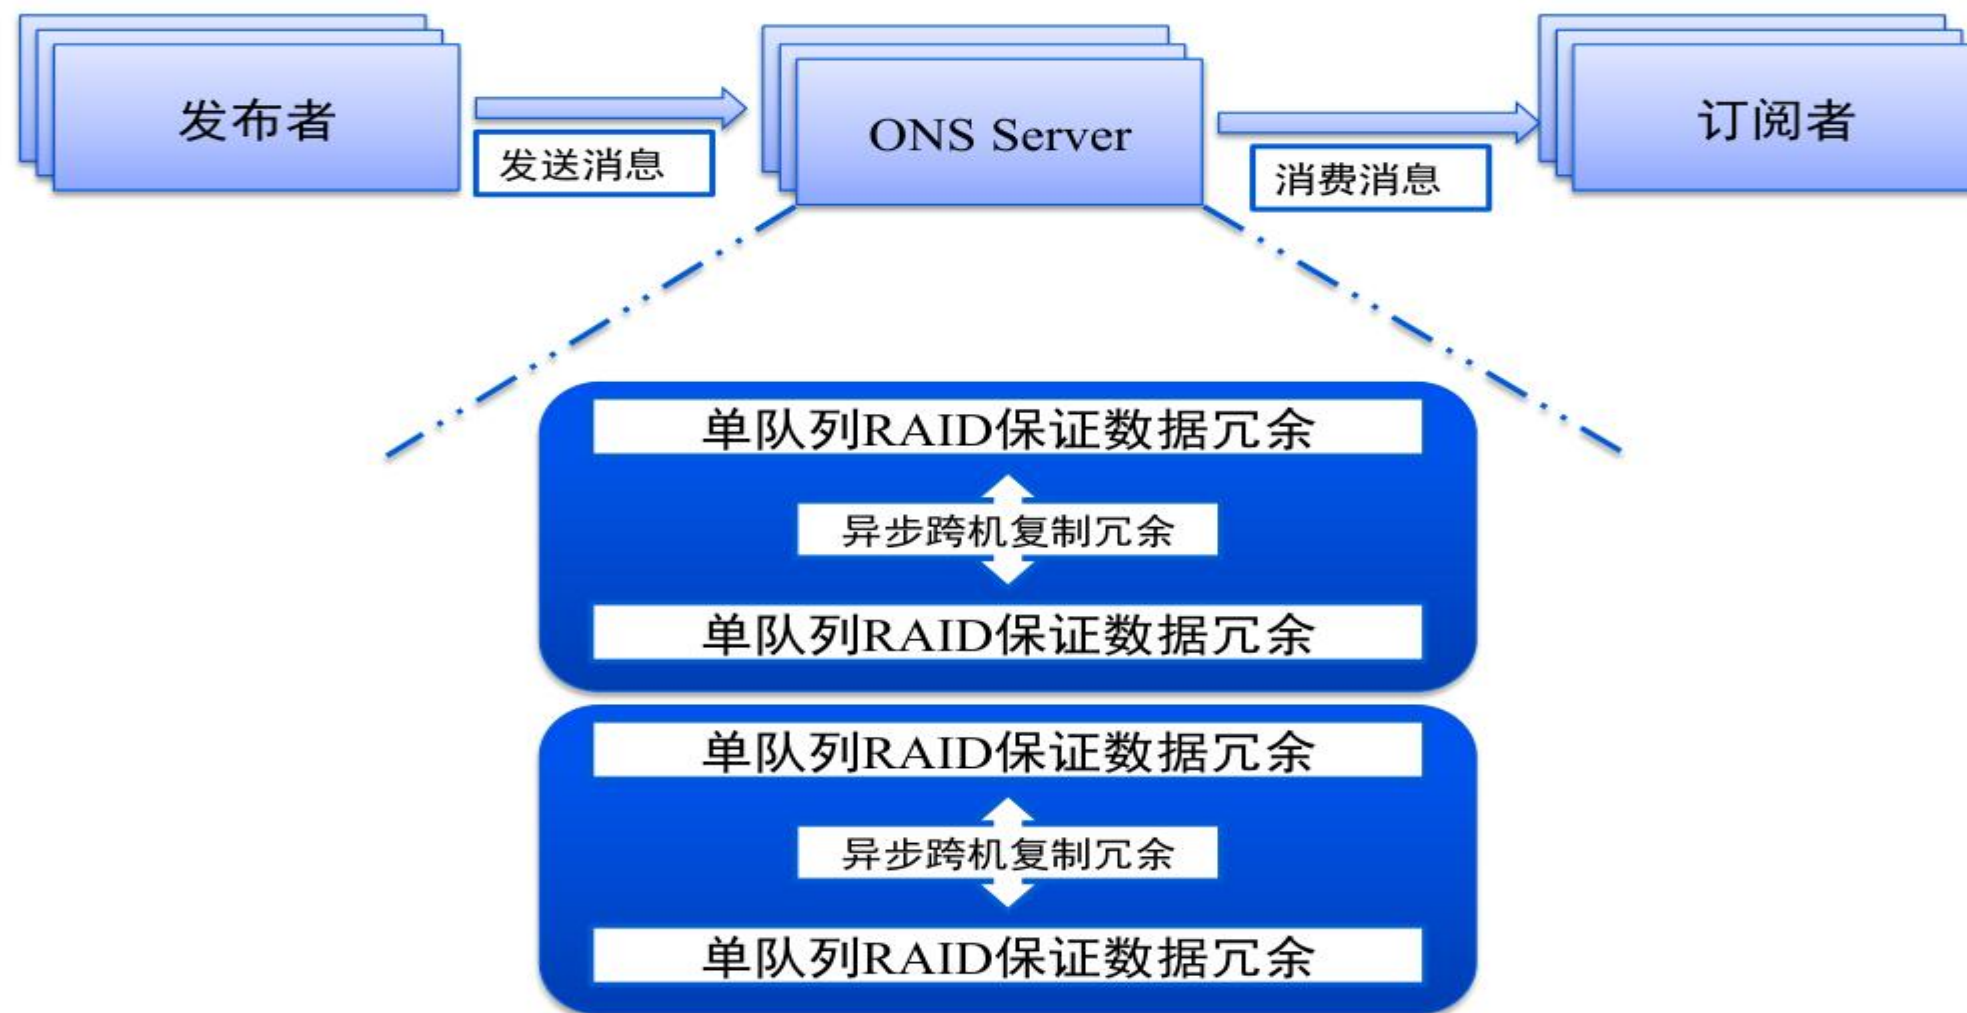 发布者
发送消息
ONS Server
消费消息
订阅者
单队列RAID保证数据冗余
异步跨机复制冗余
单队列RAID保证数据冗余
单队列RAID保证数据冗余
异步跨机复制冗余
单队列RAID保证数据冗余